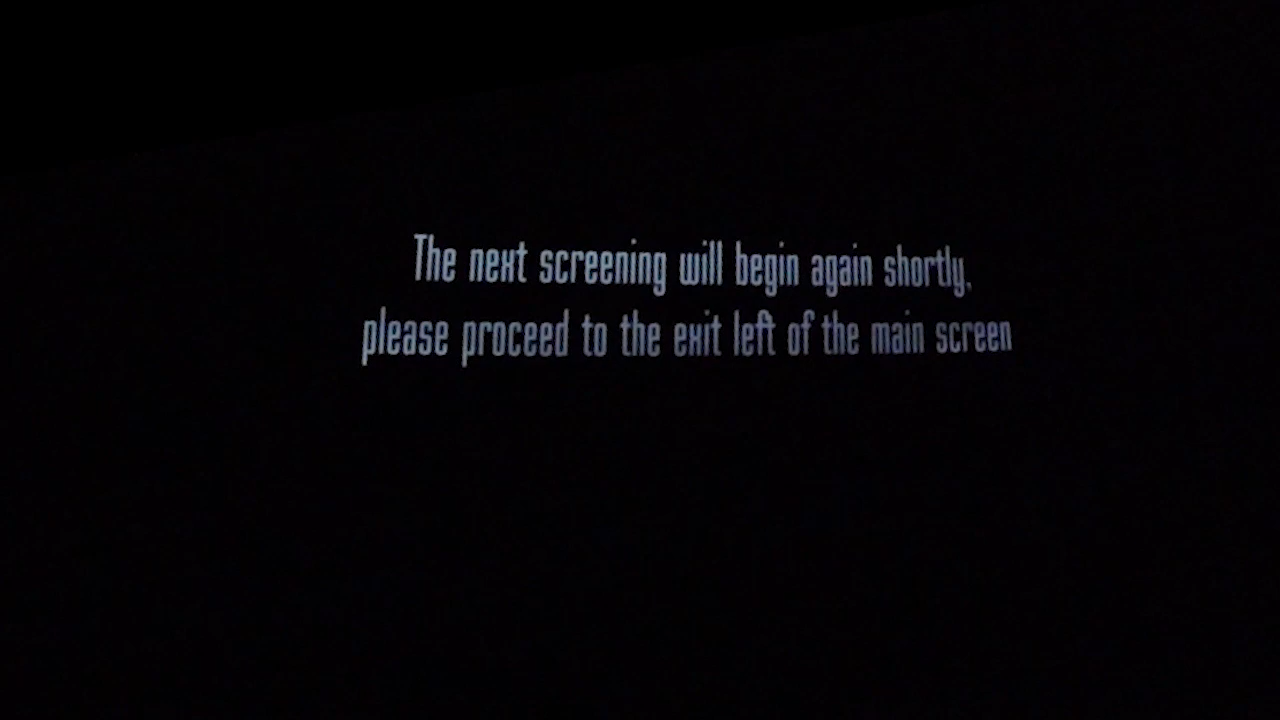 The next screening will begin again shortly,
please proceed to the exit left of the main screen